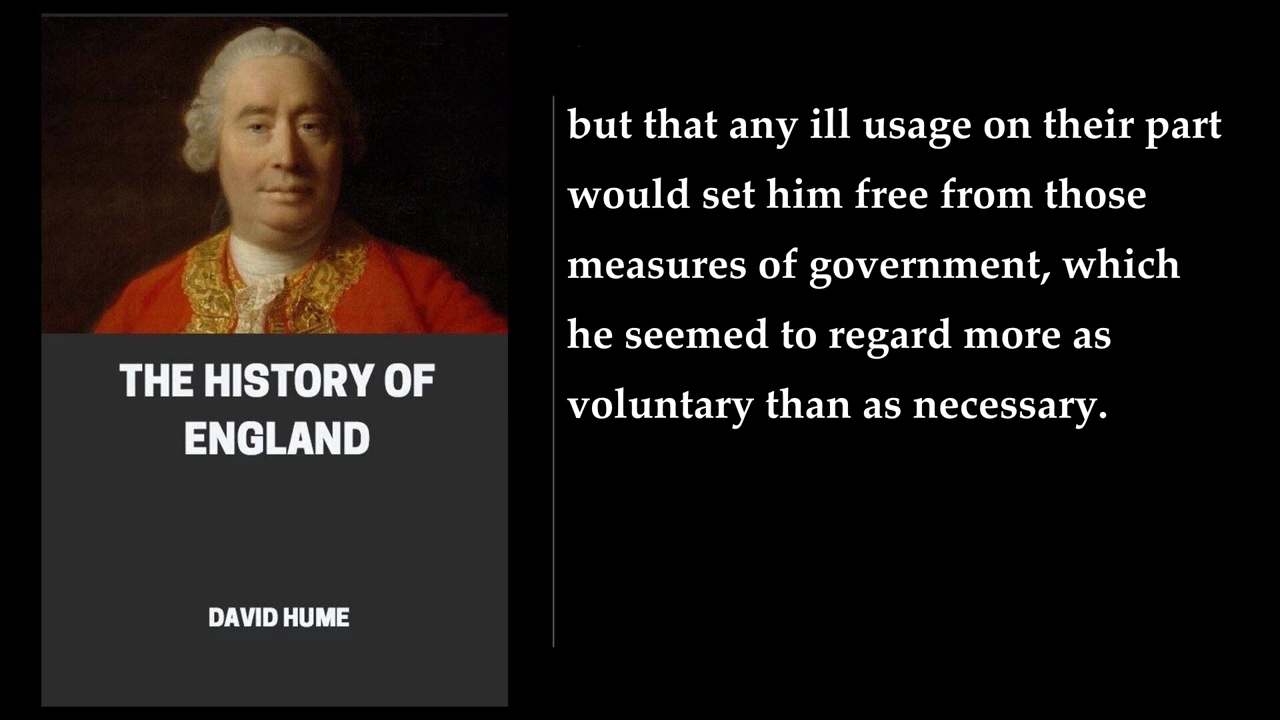 THE HISTORY OF
ENGLAND
DAVID HUME
but that any ill usage on their part
would set him free from those
measures of government, which
he seemed to regard more as
voluntary than as necessary.